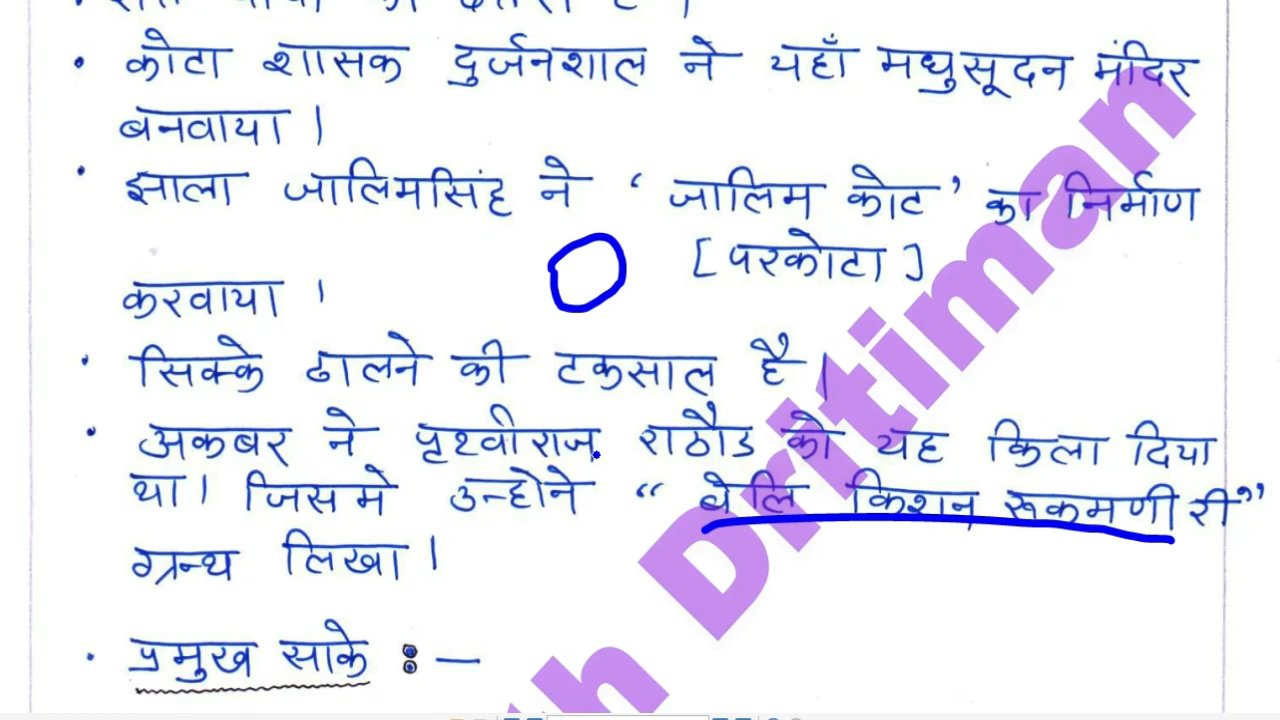 • कोटा शासक दुर्जनशाल ने यहाँ मधुसूदन मंदिर
बनवाया।
• झाला जालिमसिंह ने ‘जालिम कोट’ का निर्माण
[परकोटा]
करवाया।
• सिक्के ढालने की टकसाल है।
• अकबर ने पृथ्वीराज राठौड को यह किला दिया
था। जिसमे उन्होने “वेलि किशन रूकमणी री”
ग्रन्थ लिखा।
• प्रमुख साके :—
h Dritiman